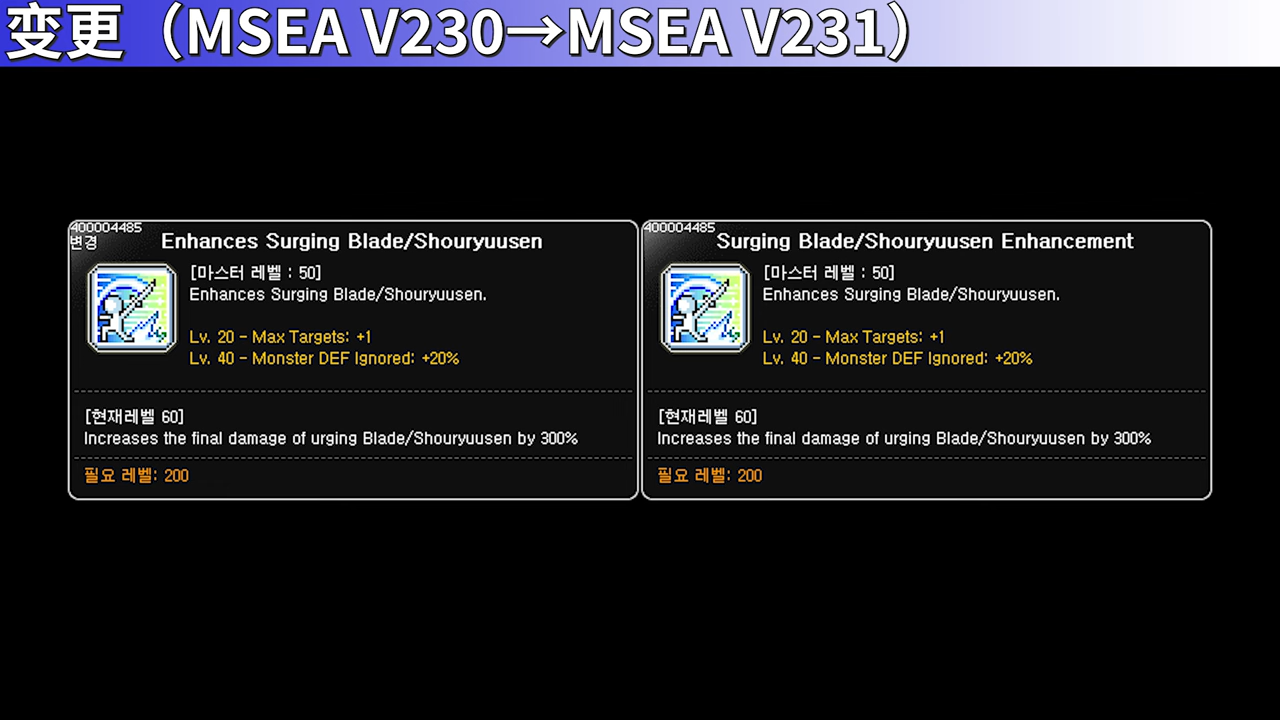 变更（MSEA V230→MSEA V231）
400004485
변경
Enhances Surging Blade/Shouryuusen
[마스터 레벨 : 50]
Enhances Surging Blade/Shouryuusen.
Lv. 20 - Max Targets: +1
Lv. 40 - Monster DEF Ignored: +20%
[현재레벨 60]
Increases the final damage of urging Blade/Shouryuusen by 300%
필요 레벨: 200
400004485
Surging Blade/Shouryuusen Enhancement
[마스터 레벨 : 50]
Enhances Surging Blade/Shouryuusen.
Lv. 20 - Max Targets: +1
Lv. 40 - Monster DEF Ignored: +20%
[현재레벨 60]
Increases the final damage of urging Blade/Shouryuusen by 300%
필요 레벨: 200